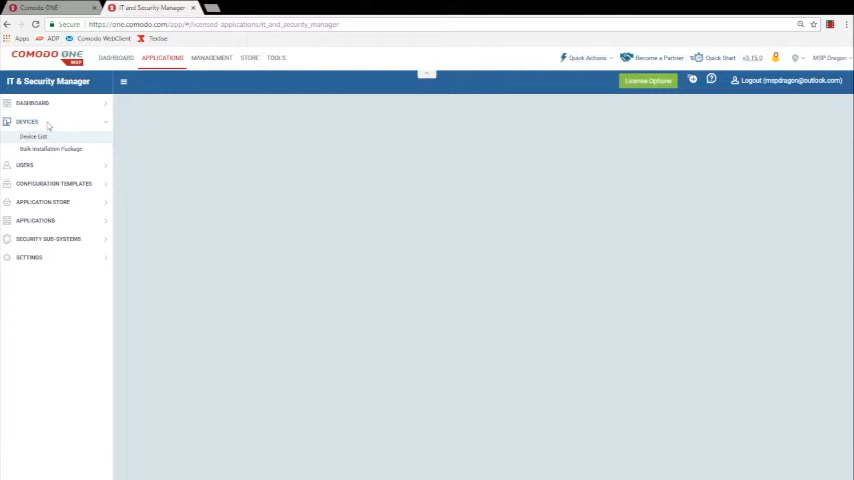 Comodo ONE
IT and Security Manager
Secure
https://one.comodo.com/app/#/licensed-applications/it_and_security_manager
Apps ADP Comodo WebClient Textise
COMODO ONE MSP
DASHBOARD APPLICATIONS MANAGEMENT STORE TOOLS
Quick Actions Become a Partner Quick Start v3.15.0 MSP Dragon
IT & Security Manager
License Options
Logout (mspdragon@outlook.com)
DASHBOARD
DEVICES
Device List
Bulk Installation Package
USERS
CONFIGURATION TEMPLATES
APPLICATION STORE
APPLICATIONS
SECURITY SUB-SYSTEMS
SETTINGS